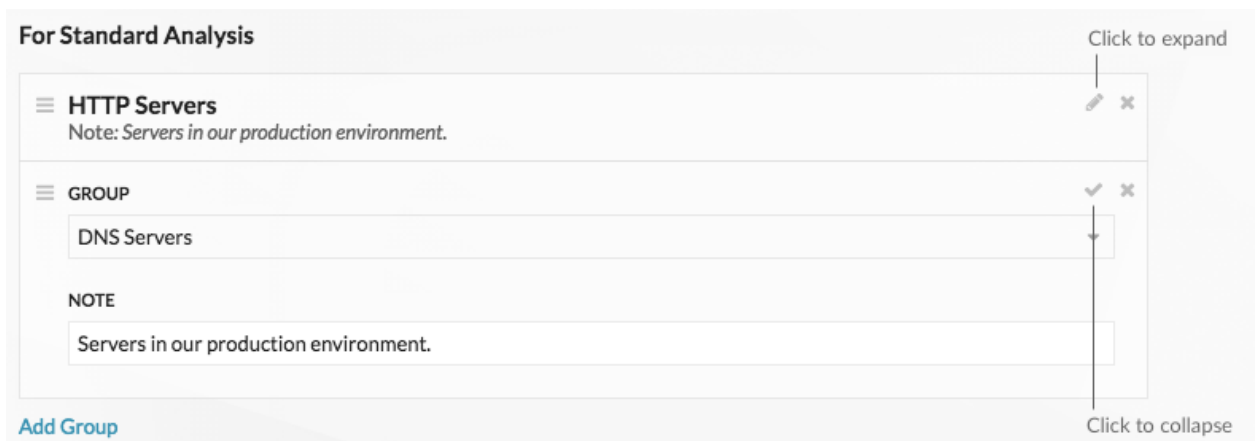 For Standard Analysis
Click to expand
HTTP Servers
Note: Servers in our production environment.
GROUP
DNS Servers
NOTE
Servers in our production environment.
Add Group
Click to collapse